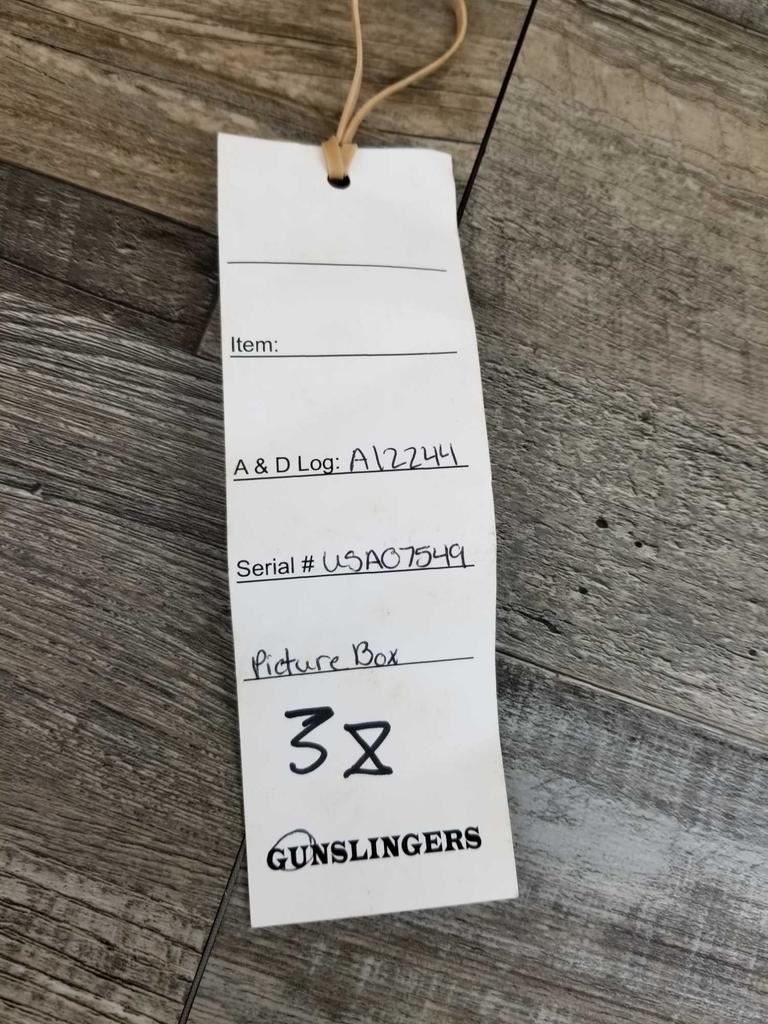 Item:
A & D Log: A12244
Serial # USA07549
Picture Box
38
GUNSLINGERS